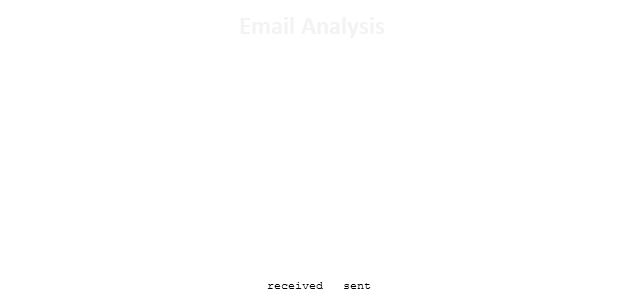 Email Analysis
received sent